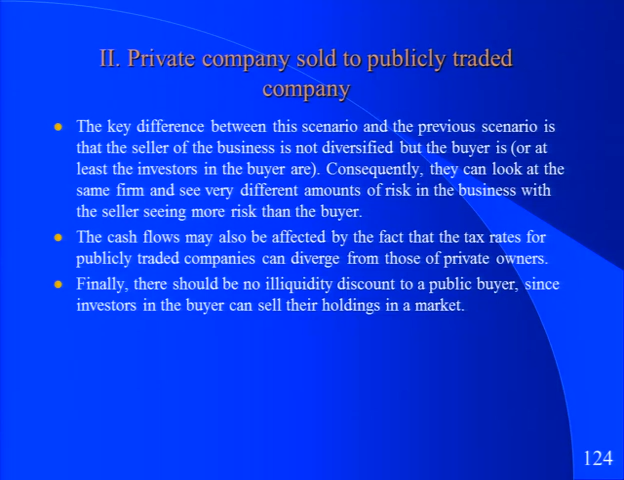 II. Private company sold to publicly traded
company
The key difference between this scenario and the previous scenario is
that the seller of the business is not diversified but the buyer is (or at
least the investors in the buyer are). Consequently, they can look at the
same firm and see very different amounts of risk in the business with
the seller seeing more risk than the buyer.
The cash flows may also be affected by the fact that the tax rates for
publicly traded companies can diverge from those of private owners.
Finally, there should be no illiquidity discount to a public buyer, since
investors in the buyer can sell their holdings in a market.
124